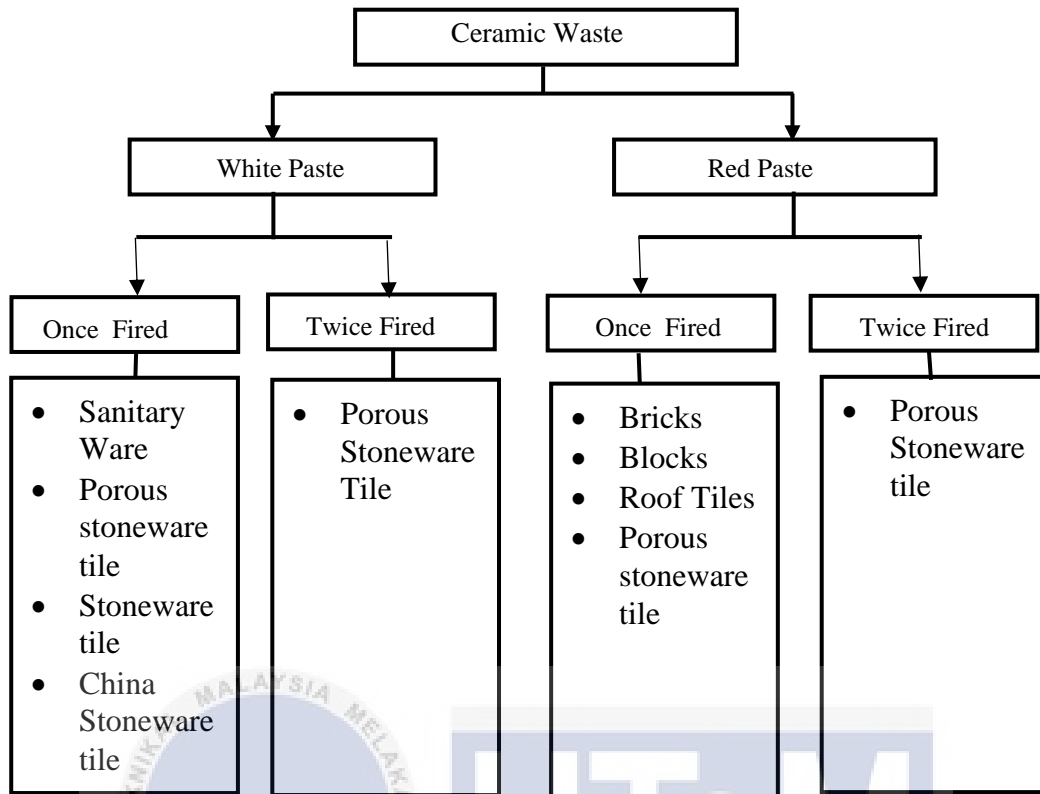 Ceramic Waste
White Paste
Red Paste
Once Fired
Twice Fired
Once Fired
Twice Fired
• Sanitary
Ware
• Porous
stoneware
tile
• Stoneware
tile
• China
Stoneware
tile
• Porous
Stoneware
Tile
• Bricks
• Blocks
• Roof Tiles
• Porous
stoneware
tile
• Porous
Stoneware
tile
MALAYSIA